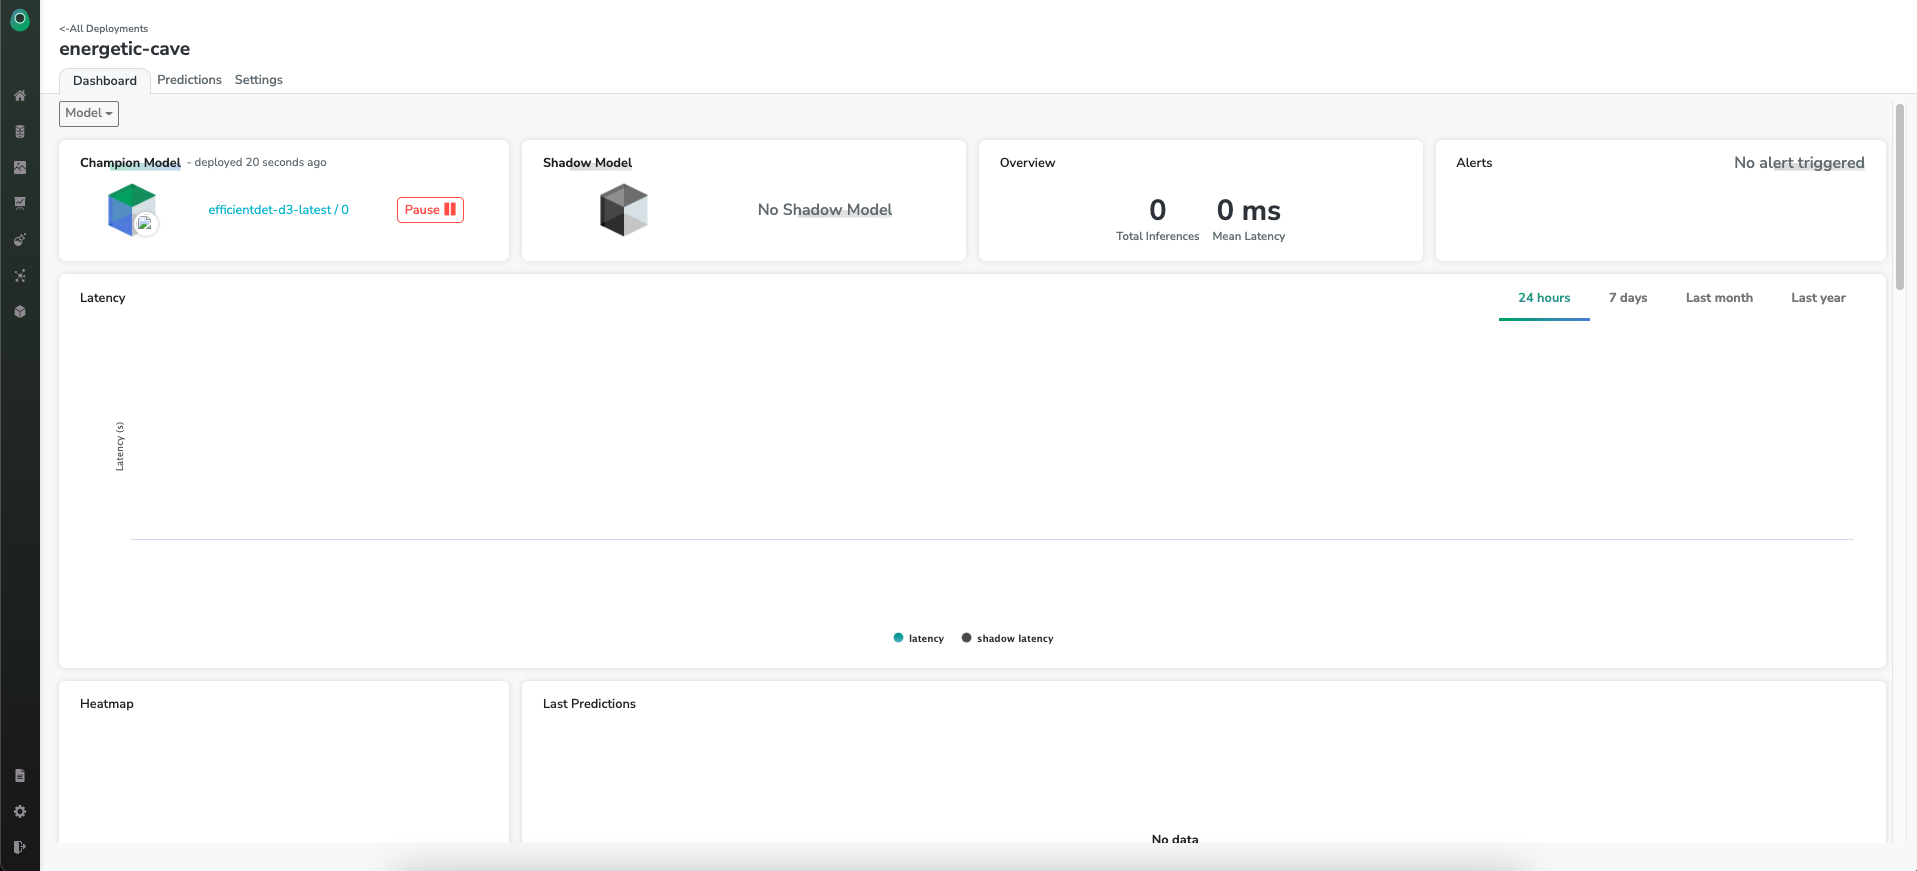 <-All Deployments
energetic-cave
Dashboard Predictions Settings
Model
Champion Model - deployed 20 seconds ago
efficientdet-d3-latest / 0
Pause
Shadow Model
No Shadow Model
Overview
0 0 ms
Total Inferences Mean Latency
Alerts
No alert triggered
Latency
24 hours 7 days Last month Last year
Latency (s)
latency shadow latency
Heatmap
Last Predictions
No data